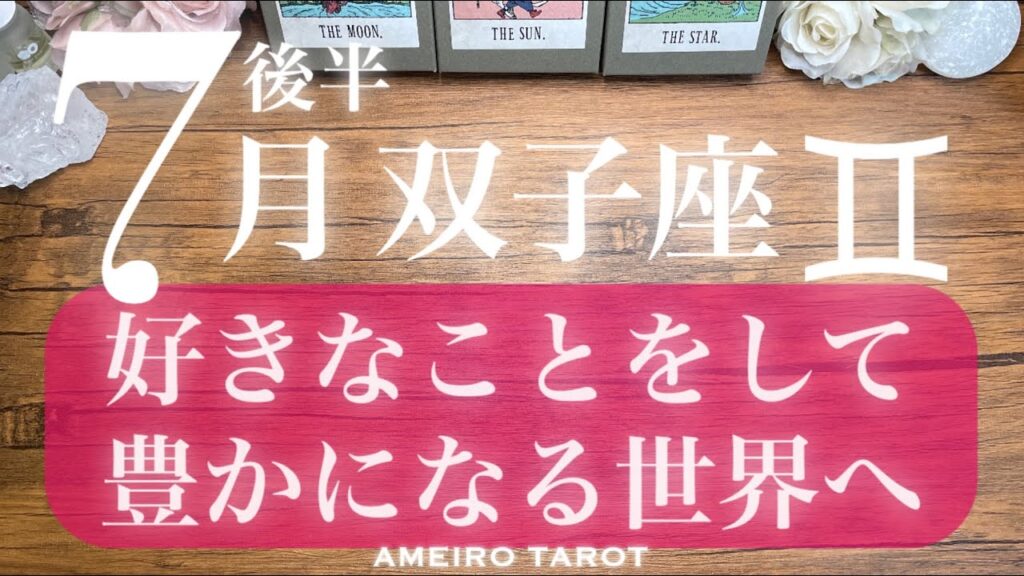 THE MOON.
THE SUN.
THE STAR.
7月 後半 双子座 ♊
好きなことをして
豊かになる世界へ
AMEIRO TAROT